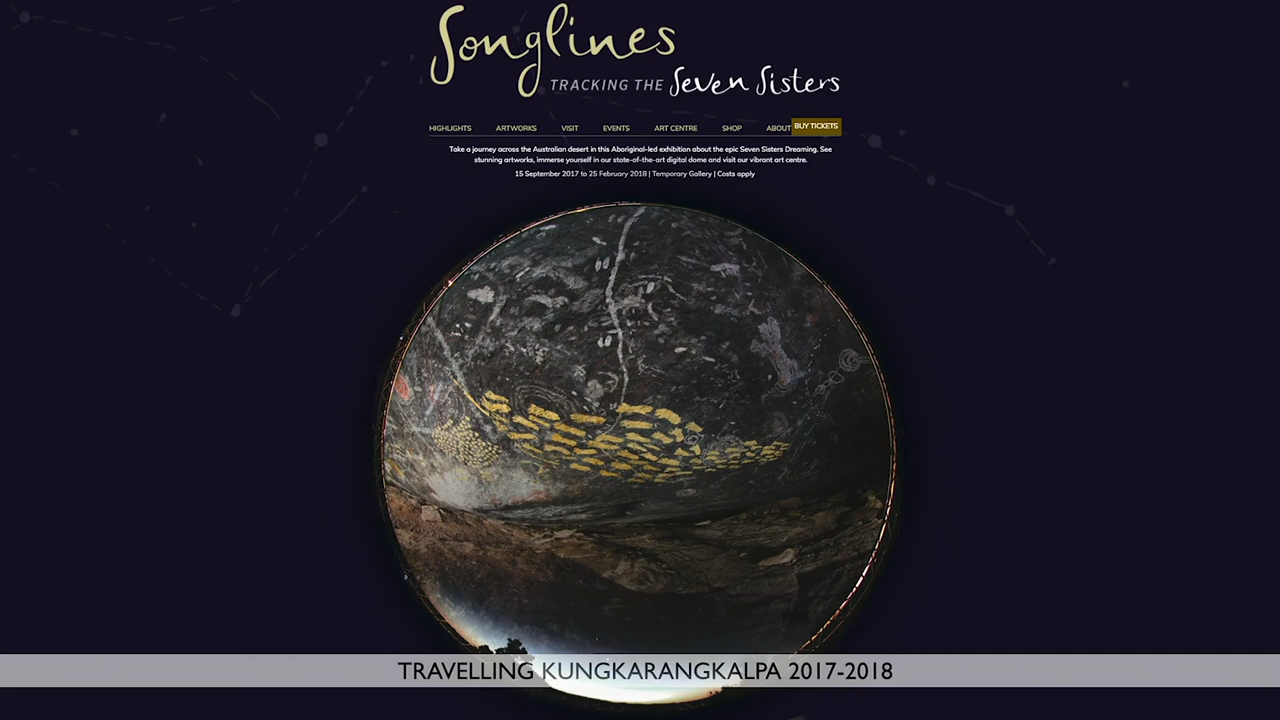 Songlines
TRACKING THE Seven Sisters
HIGHLIGHTS ARTWORKS VISIT EVENTS ART CENTRE SHOP ABOUT BUY TICKETS
Take a journey across the Australian desert in this Aboriginal-led exhibition about the epic Seven Sisters Dreaming. See
stunning artworks, immerse yourself in our state-of-the-art digital dome and visit our vibrant art centre.
15 September 2017 to 25 February 2018 | Temporary Gallery | Costs apply
TRAVELLING KUNGKARANGKALPA 2017-2018